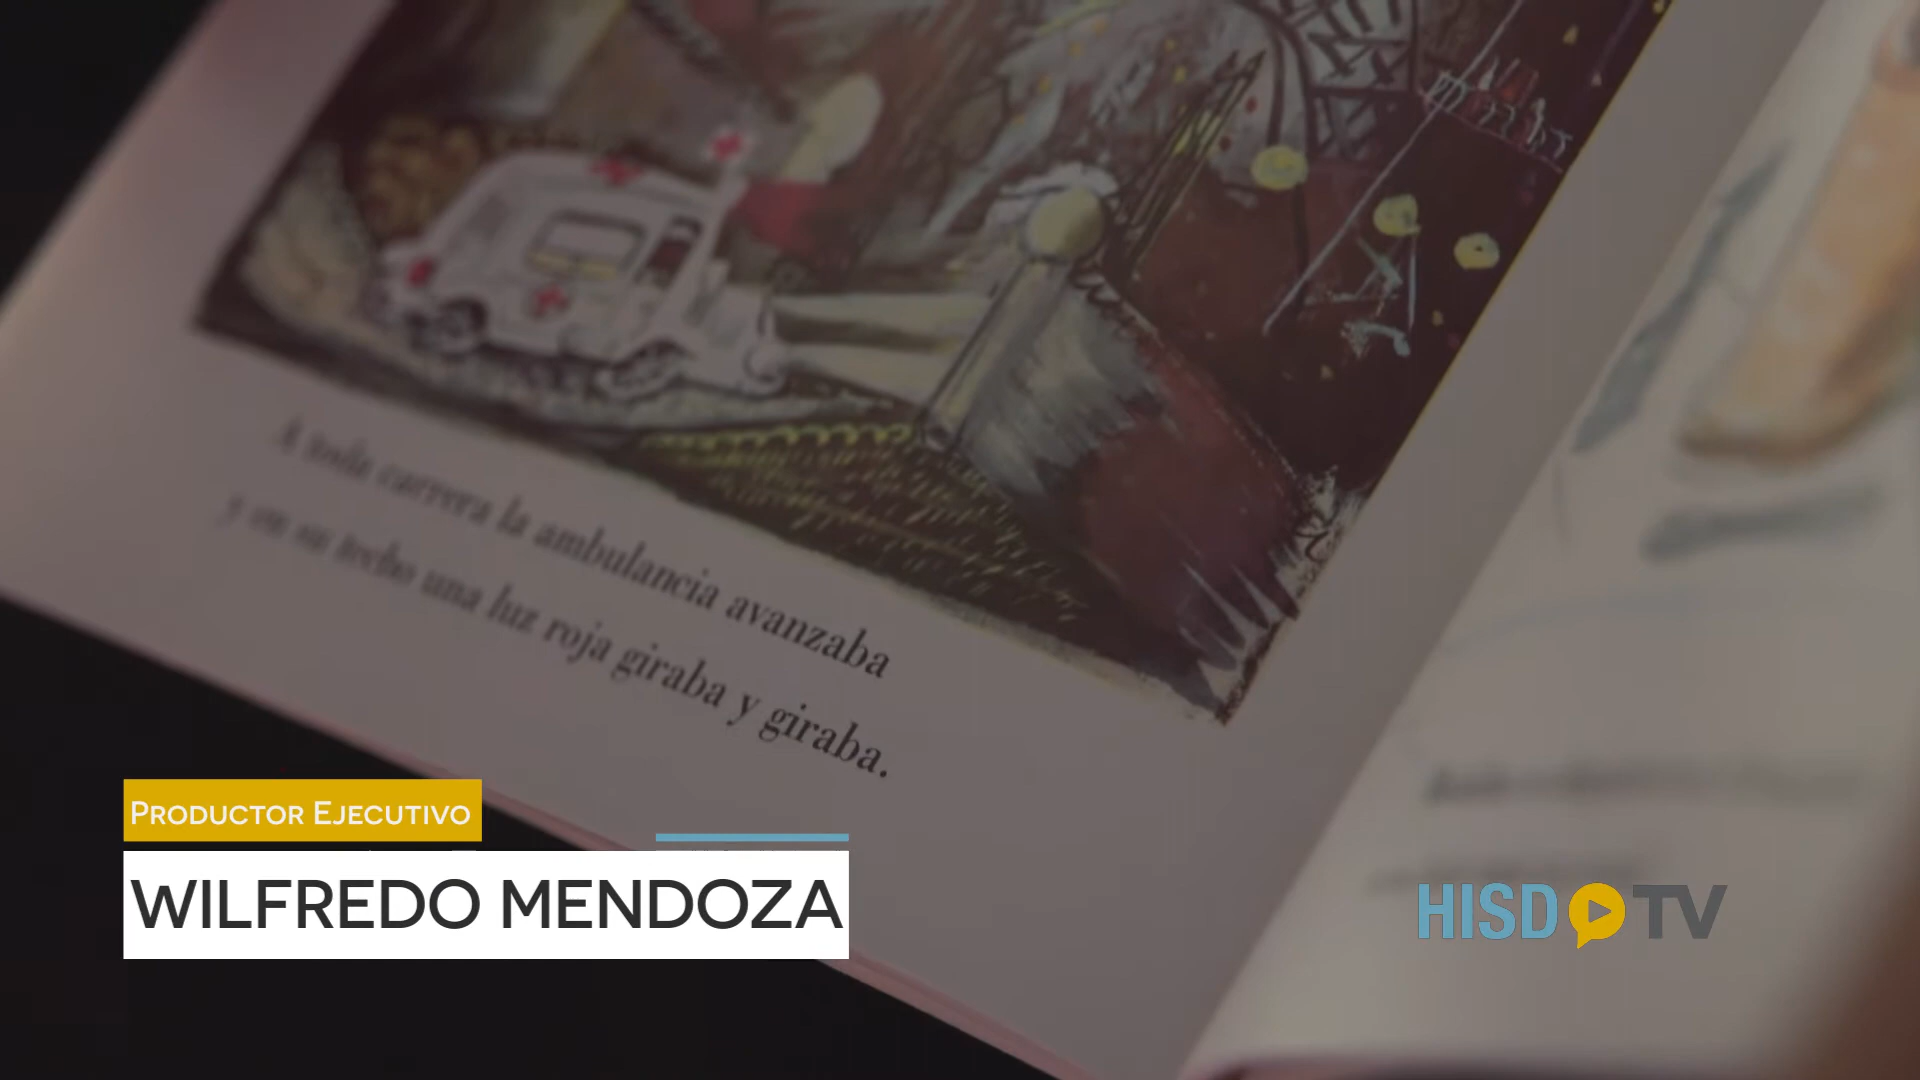 A toda carrera la ambulancia avanzaba
y en su techo una luz roja giraba y giraba.
PRODUCTOR EJECUTIVO
WILFREDO MENDOZA
HISD TV